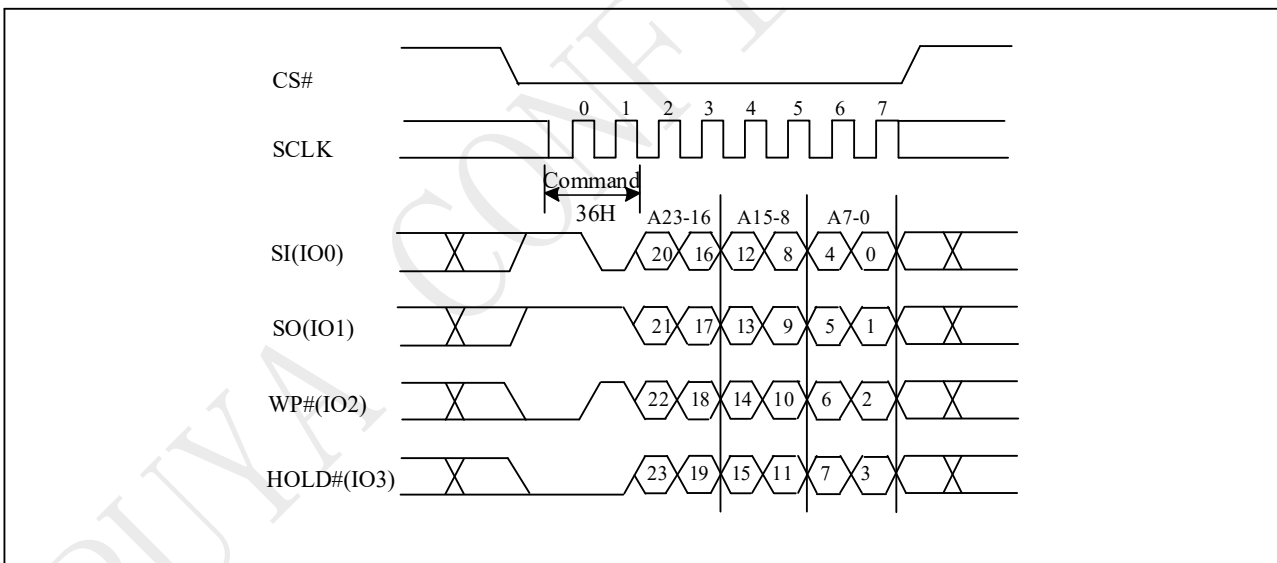 CS#
0 1 2 3 4 5 6 7
SCLK
Command
36H
A23-16 A15-8 A7-0
SI(IO0) 20 16 12 8 4 0
SO(IO1) 21 17 13 9 5 1
WP#(IO2) 22 18 14 10 6 2
HOLD#(IO3) 23 19 15 11 7 3
PUYA CONF